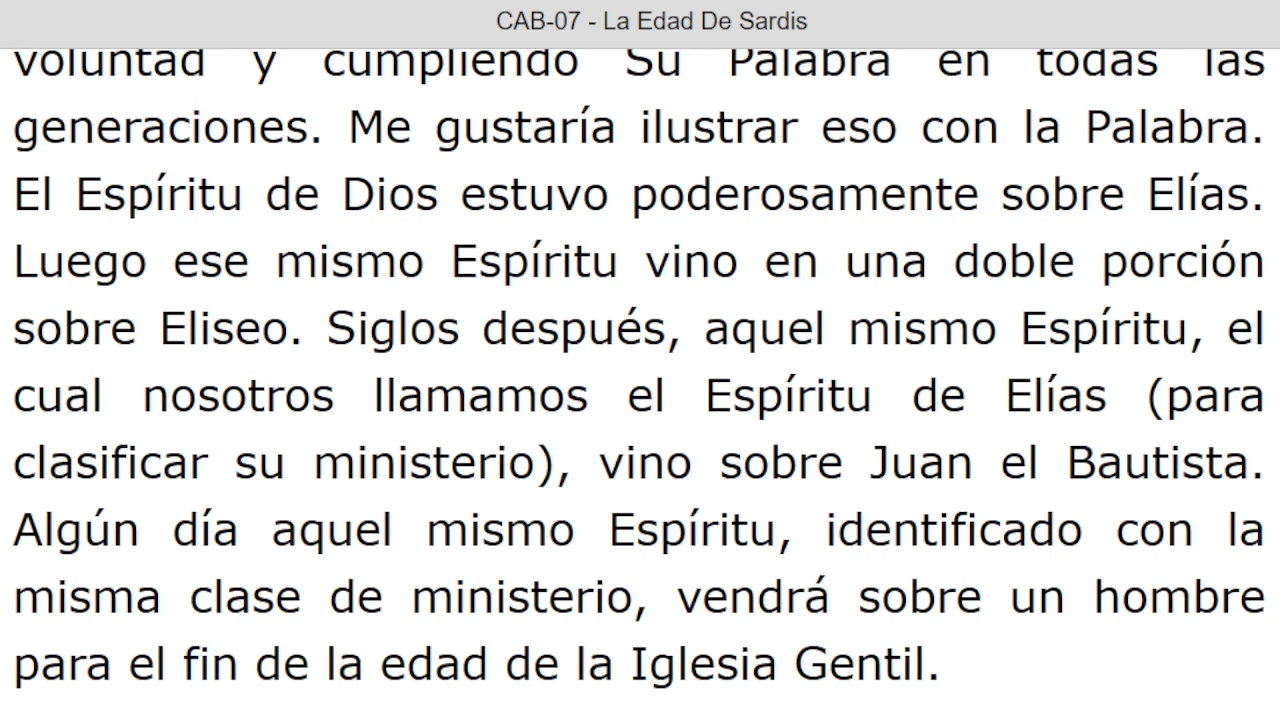 CAB-07 - La Edad De Sardis
voluntad y cumpliendo Su Palabra en todas las
generaciones. Me gustaría ilustrar eso con la Palabra.
El Espíritu de Dios estuvo poderosamente sobre Elías.
Luego ese mismo Espíritu vino en una doble porción
sobre Eliseo. Siglos después, aquel mismo Espíritu, el
cual nosotros llamamos el Espíritu de Elías (para
clasificar su ministerio), vino sobre Juan el Bautista.
Algún día aquel mismo Espíritu, identificado con la
misma clase de ministerio, vendrá sobre un hombre
para el fin de la edad de la Iglesia Gentil.